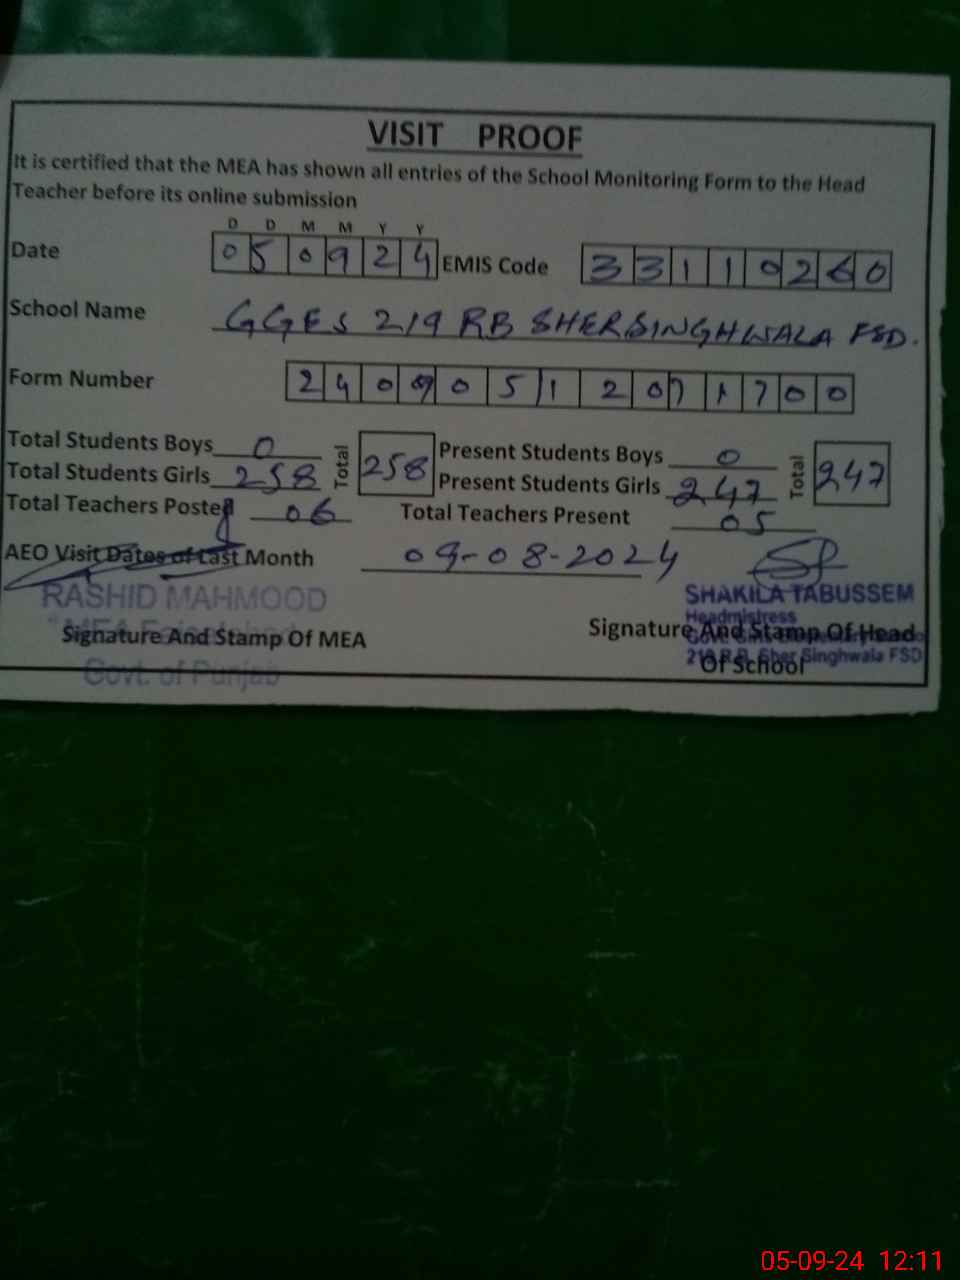 VISIT PROOF
It is certified that the MEA has shown all entries of the School Monitoring Form to the Head
Teacher before its online submission
D D M M Y Y
Date 0 5 0 9 2 4 EMIS Code 3 3 1 1 0 2 6 0
School Name GGES 219 RB SHERSINGHWALA FSD.
Form Number 2 4 0 9 0 5 1 2 0 7 1 7 0 0
Total Students Boys 0 Total 258 Present Students Boys 0 Total 247
Total Students Girls 258 Present Students Girls 247
Total Teachers Posted 06 Total Teachers Present 05
AEO Visit Dates of Last Month 09-08-2024
RASHID MAHMOOD
Signature And Stamp Of MEA
Govt. of Punjab
SHAKILA TABUSSEM
Headmistress
Signature And Stamp Of Head
Of School
219 R.B. Sher Singhwala FSD
05-09-24 12:11